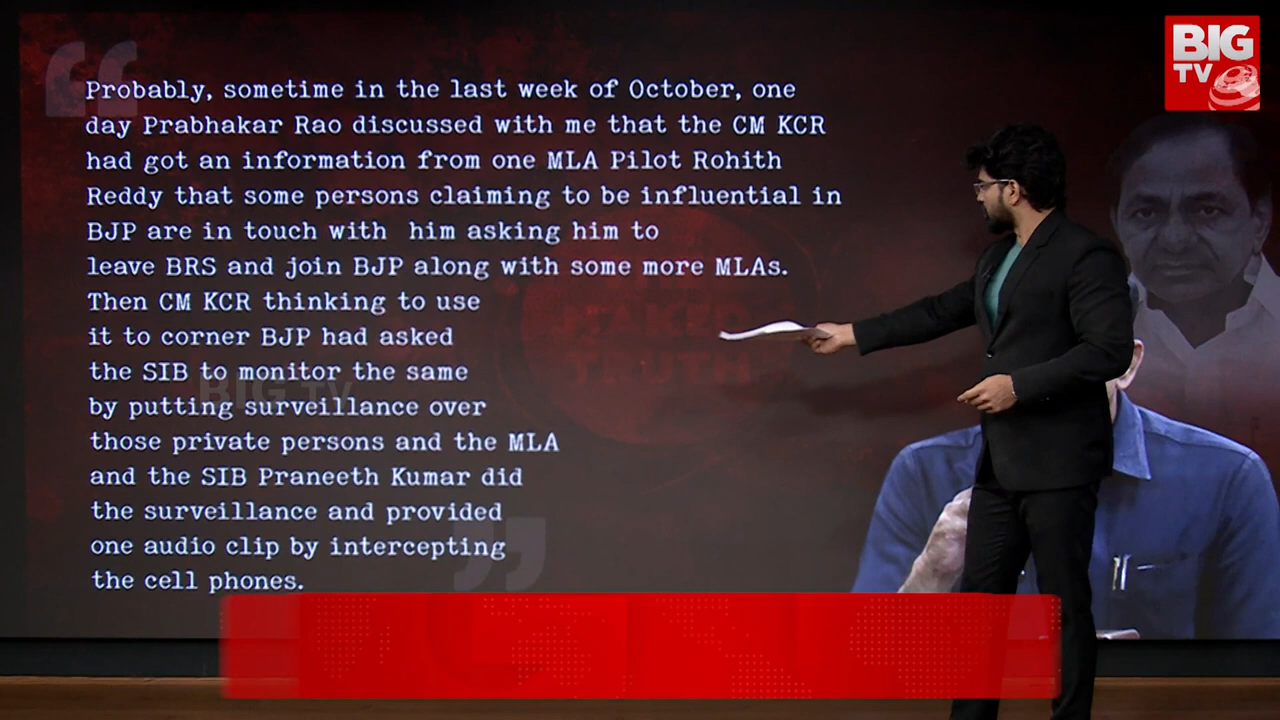 BIG
TV
Probably, sometime in the last week of October, one
day Prabhakar Rao discussed with me that the CM KCR
had got an information from one MLA Pilot Rohith
Reddy that some persons claiming to be influential in
BJP are in touch with  him asking him to
leave BRS and join BJP along with some more MLAs.
Then CM KCR thinking to use
it to corner BJP had asked
the SIB to monitor the same
by putting surveillance over
those private persons and the MLA
and the SIB Praneeth Kumar did
the surveillance and provided
one audio clip by intercepting
the cell phones.
BIG TV
NAKED
TRUTH